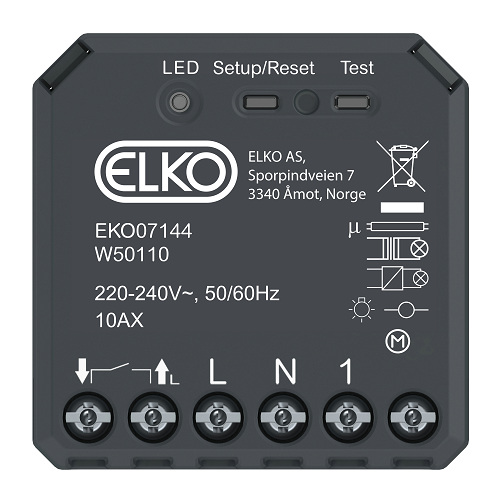 LED Setup/Reset Test
ELKO
ELKO AS,
Sporpindveien 7
3340 Åmot, Norge
EKO07144
W50110
µ
220-240V~, 50/60Hz
10AX
M
L L N 1